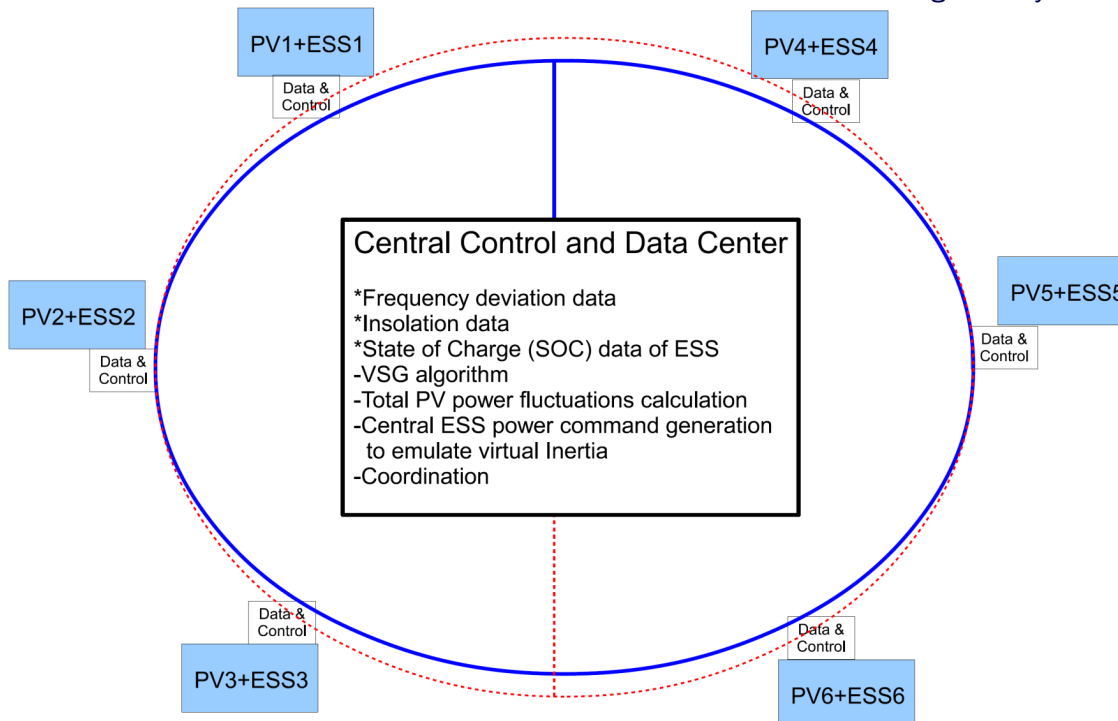 PV1+ESS1
Data &
Control
PV4+ESS4
Data &
Control
Central Control and Data Center
*Frequency deviation data
*Insolation data
*State of Charge (SOC) data of ESS
-VSG algorithm
-Total PV power fluctuations calculation
-Central ESS power command generation
to emulate virtual Inertia
-Coordination
PV2+ESS2
Data &
Control
PV5+ESS5
Data &
Control
Data &
Control
PV3+ESS3
Data &
Control
PV6+ESS6